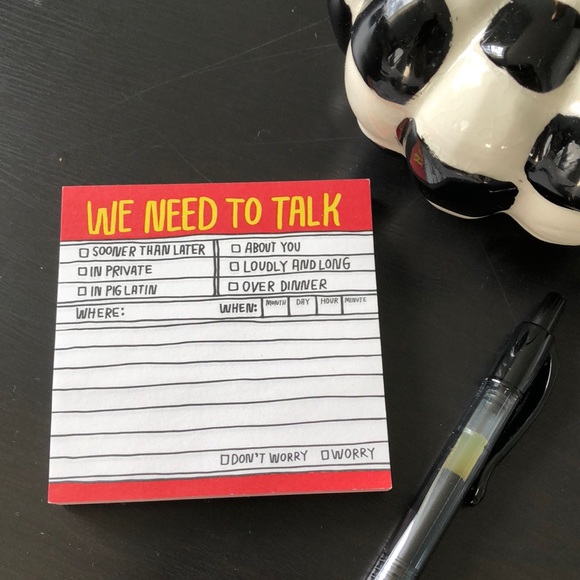 WE NEED TO TALK
SOONER THAN LATER
IN PRIVATE
IN PIG LATIN
ABOUT YOU
LOUDLY AND LONG
OVER DINNER
WHERE: WHEN: MONTH DAY HOUR MINUTE
DON'T WORRY WORRY